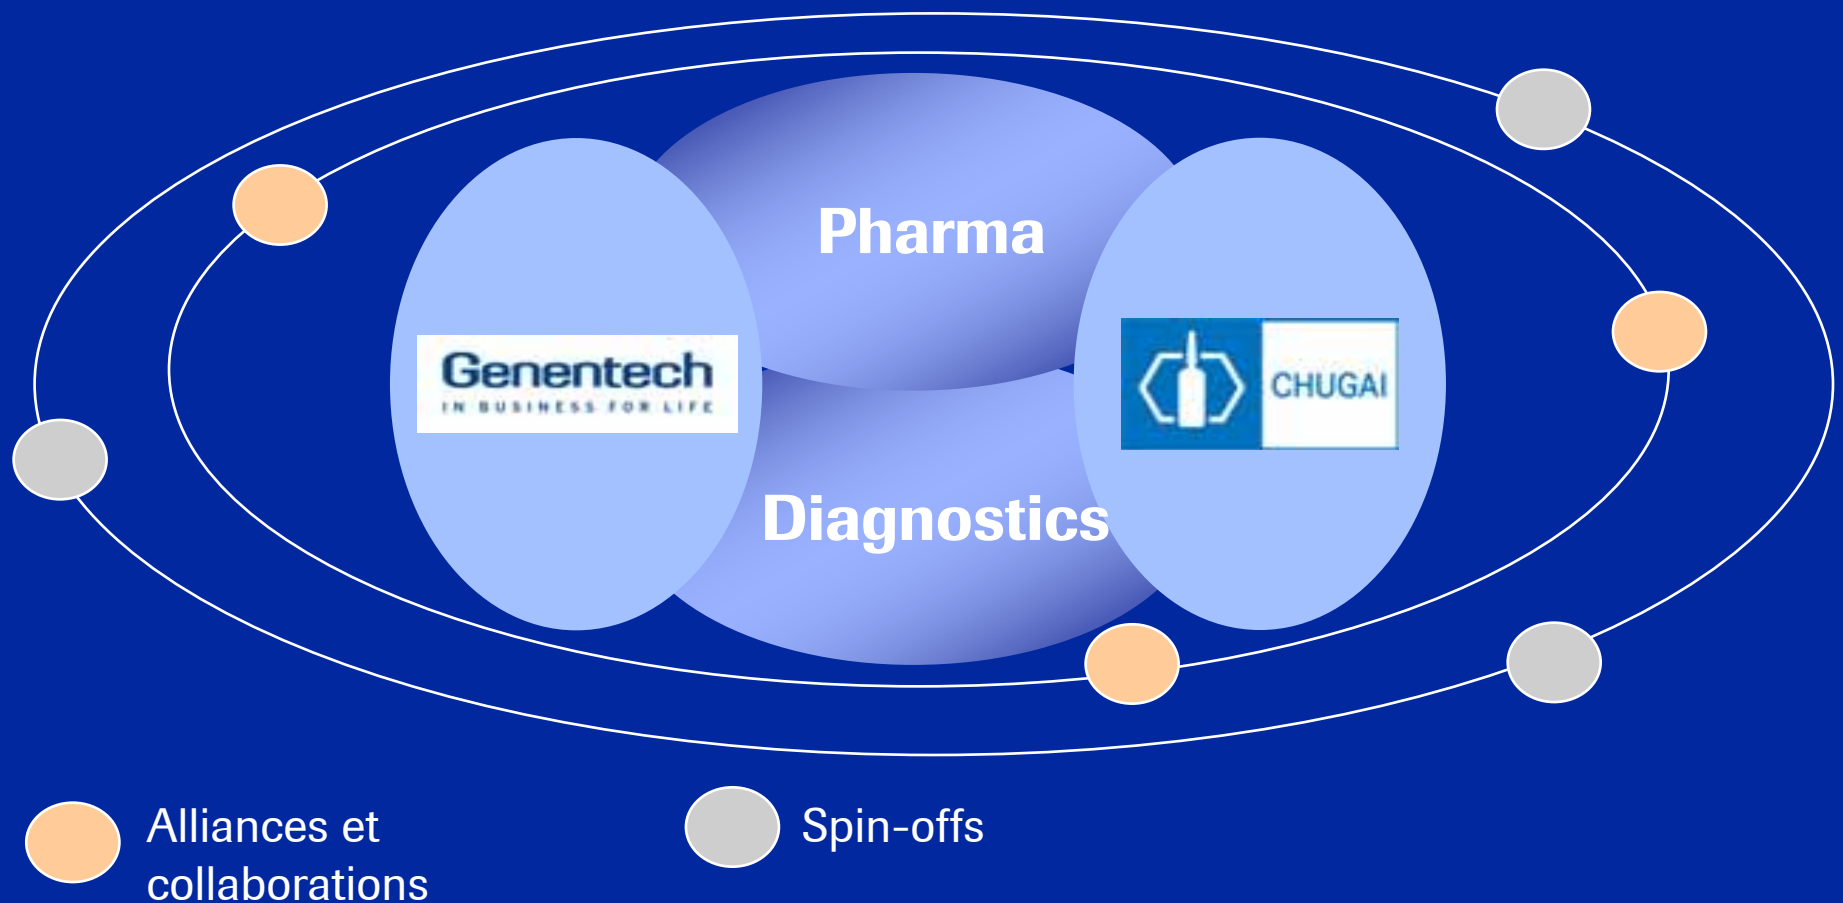 Pharma
Genentech
IN BUSINESS FOR LIFE
CHUGAI
Diagnostics
Alliances et
collaborations
Spin-offs